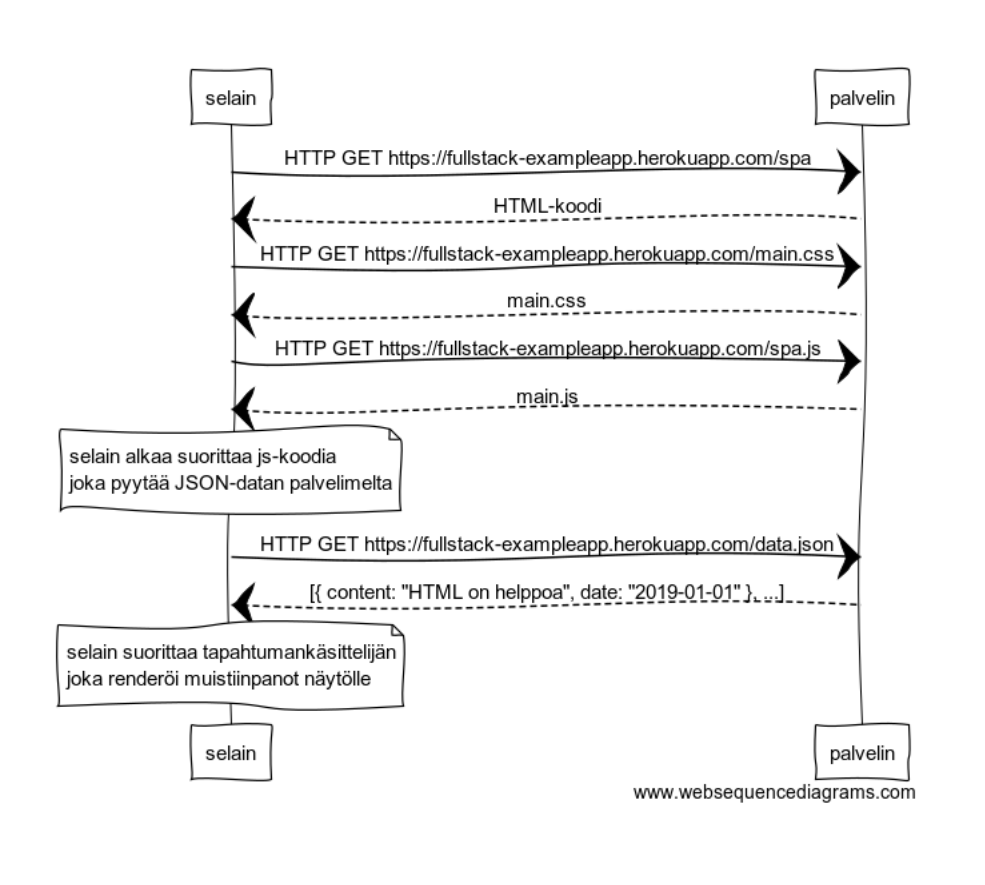 selain
palvelin
HTTP GET https://fullstack-exampleapp.herokuapp.com/spa
HTML-koodi
HTTP GET https://fullstack-exampleapp.herokuapp.com/main.css
main.css
HTTP GET https://fullstack-exampleapp.herokuapp.com/spa.js
main.js
selain alkaa suorittaa js-koodia
joka pyytää JSON-datan palvelimelta
HTTP GET https://fullstack-exampleapp.herokuapp.com/data.json
[{ content: "HTML on helppoa", date: "2019-01-01" }, ...]
selain suorittaa tapahtumankäsittelijän
joka renderöi muistiinpanot näytölle
selain
palvelin
www.websequencediagrams.com